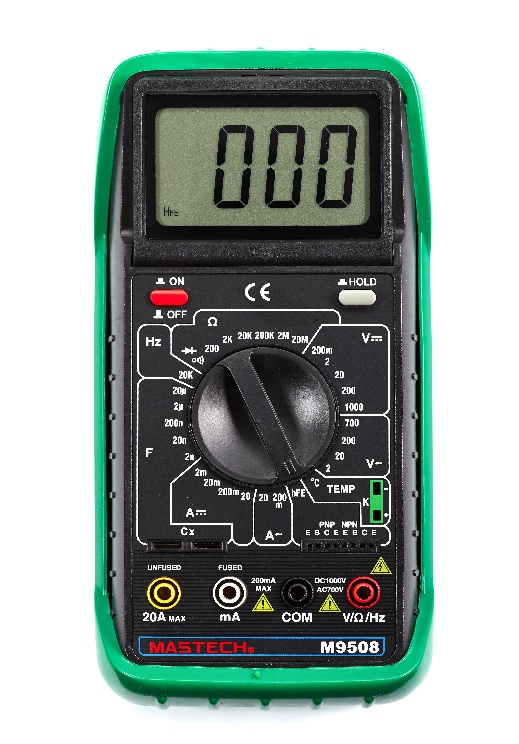 000
HFE
ON
OFF
CE
HOLD
Ω
Hz
200 2K 20K 200K 2M 20M
V
200m
2
20
200
1000
700
200
20
2
V~
20K
F
20µ
2µ
200n
20n
2n
A
2m
20m
200m
20
A~
20
200
m
hFE
°C
TEMP
K
-
+
Cx
PNP NPN
E B C E E B C E
UNFUSED
20A MAX
FUSED
mA
200mA
MAX
COM
DC1000V
AC700V
V/Ω/Hz
MASTECH®
M9508